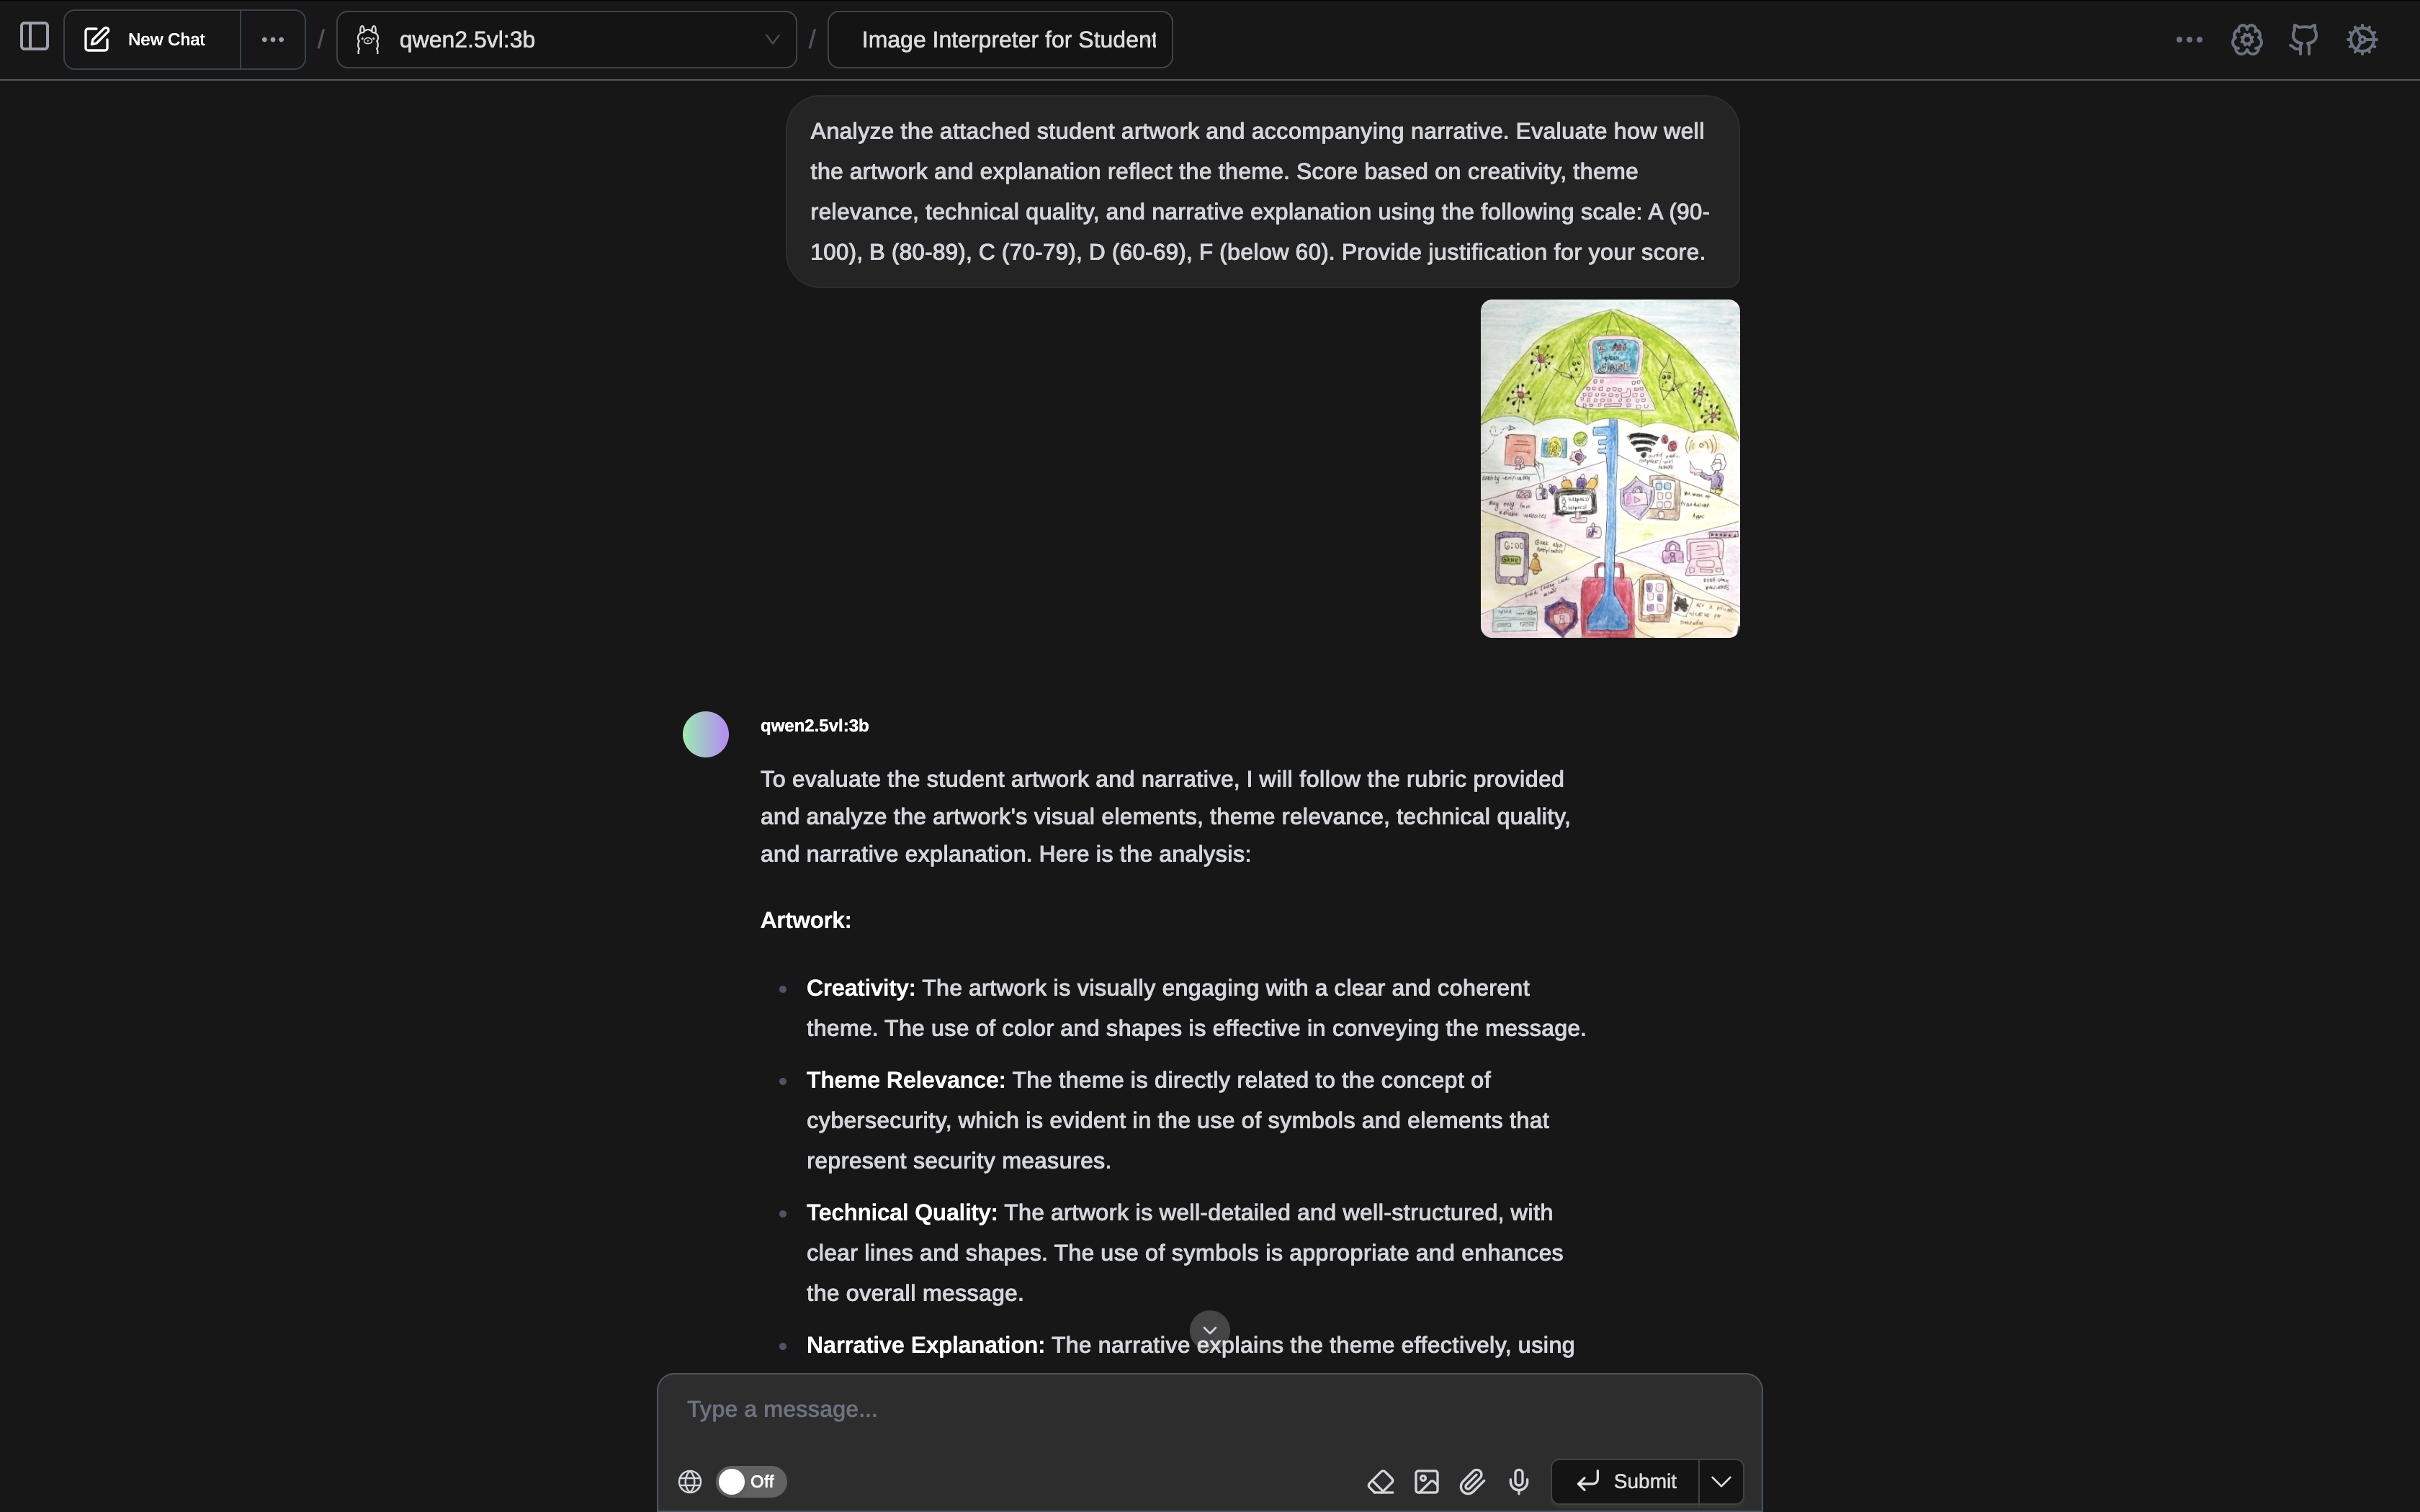 New Chat
qwen2.5vl:3b
Image Interpreter for Student
Analyze the attached student artwork and accompanying narrative. Evaluate how well
the artwork and explanation reflect the theme. Score based on creativity, theme
relevance, technical quality, and narrative explanation using the following scale: A (90-
100), B (80-89), C (70-79), D (60-69), F (below 60). Provide justification for your score.
6:00
qwen2.5vl:3b
To evaluate the student artwork and narrative, I will follow the rubric provided
and analyze the artwork's visual elements, theme relevance, technical quality,
and narrative explanation. Here is the analysis:
Artwork:
Creativity: The artwork is visually engaging with a clear and coherent
theme. The use of color and shapes is effective in conveying the message.
Theme Relevance: The theme is directly related to the concept of
cybersecurity, which is evident in the use of symbols and elements that
represent security measures.
Technical Quality: The artwork is well-detailed and well-structured, with
clear lines and shapes. The use of symbols is appropriate and enhances
the overall message.
Narrative Explanation: The narrative explains the theme effectively, using
Type a message...
Off
Submit